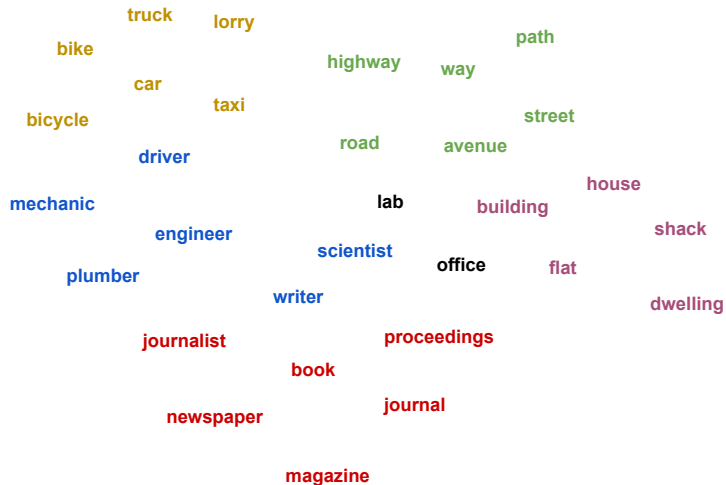 truck
lorry
path
bike
highway
way
car
taxi
bicycle
street
road
avenue
driver
house
mechanic
lab
building
shack
engineer
scientist
office
flat
plumber
writer
dwelling
journalist
proceedings
book
newspaper
journal
magazine